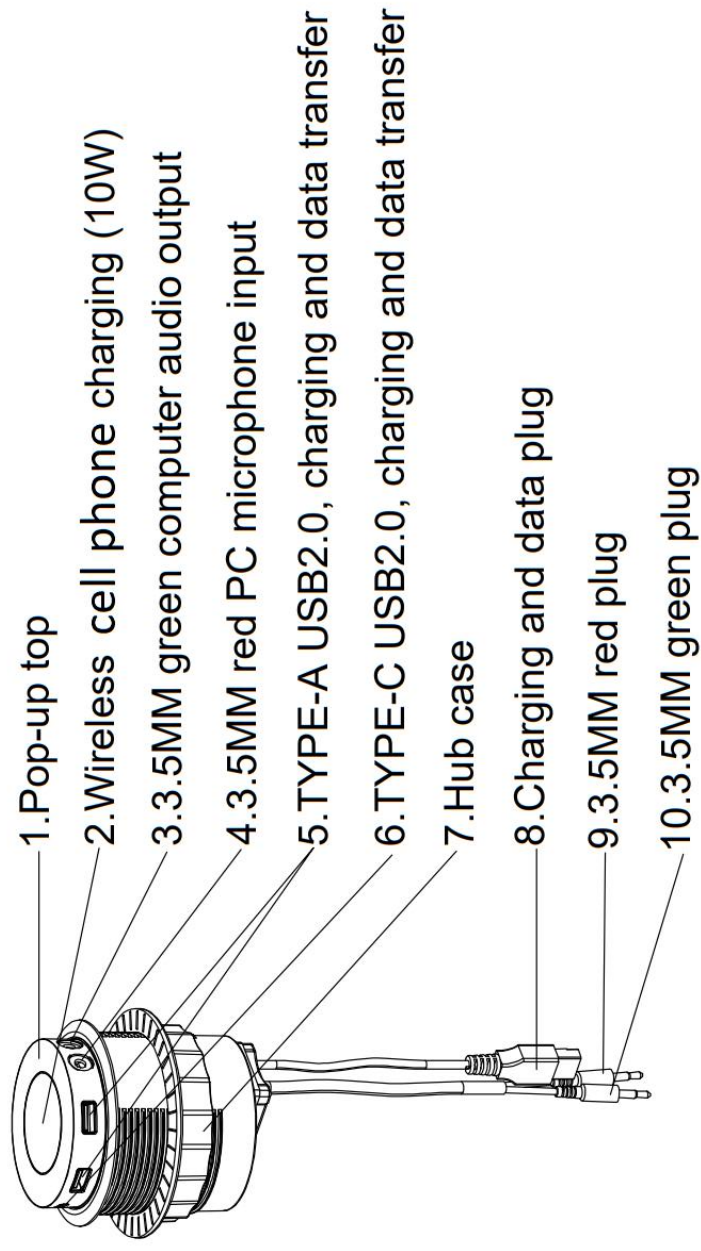 1.Pop-up top
2.Wireless cell phone charging (10W)
3.3.5MM green computer audio output
4.3.5MM red PC microphone input
5.TYPE-A USB2.0, charging and data transfer
6.TYPE-C USB2.0, charging and data transfer
7.Hub case
8.Charging and data plug
9.3.5MM red plug
10.3.5MM green plug